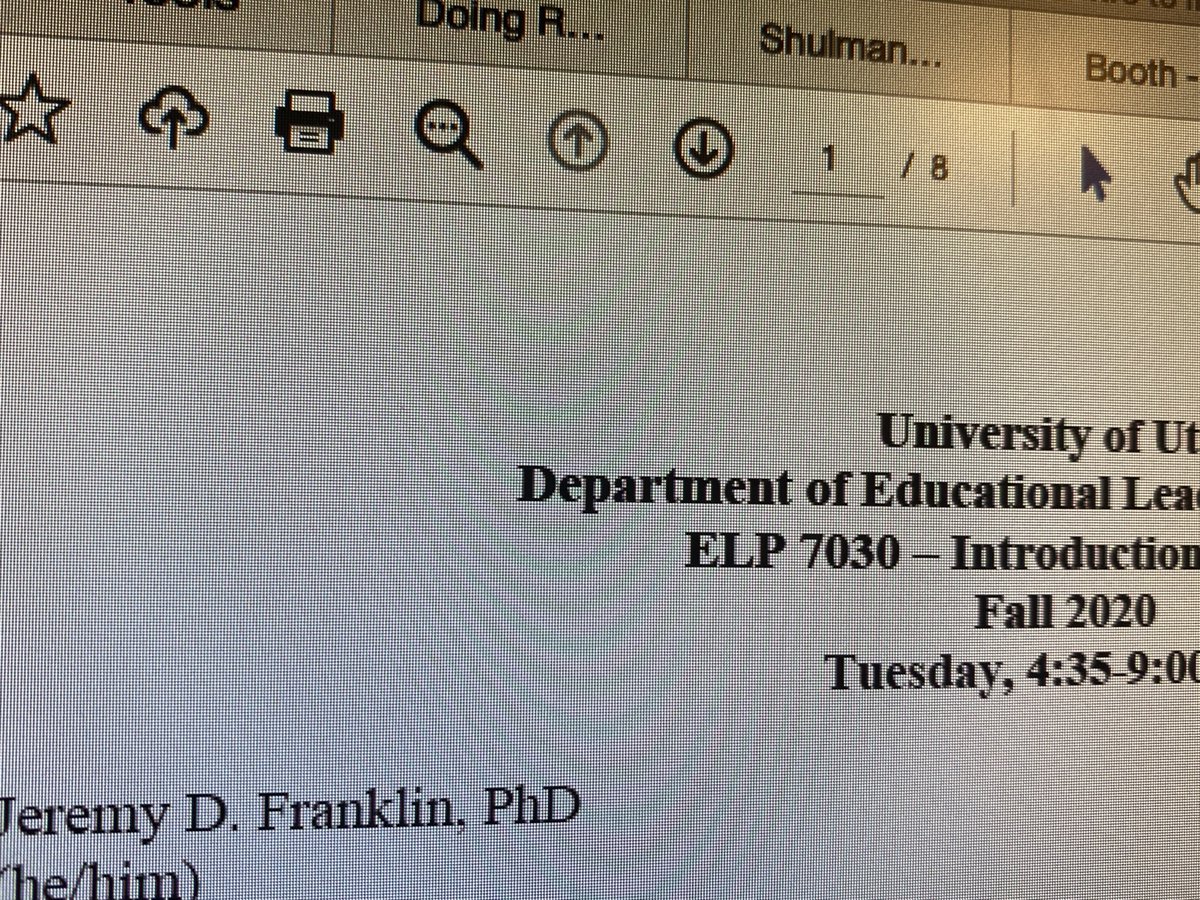 Doing R...
Shulman...
Booth -
1 / 8
University of Ut
Department of Educational Lea
ELP 7030 – Introduction
Fall 2020
Tuesday, 4:35-9:00
Jeremy D. Franklin, PhD
(he/him)